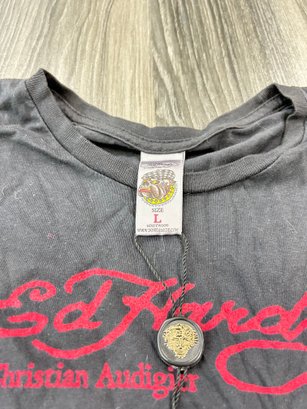 SIZE
L
Ed Hardy
Christian Audigier